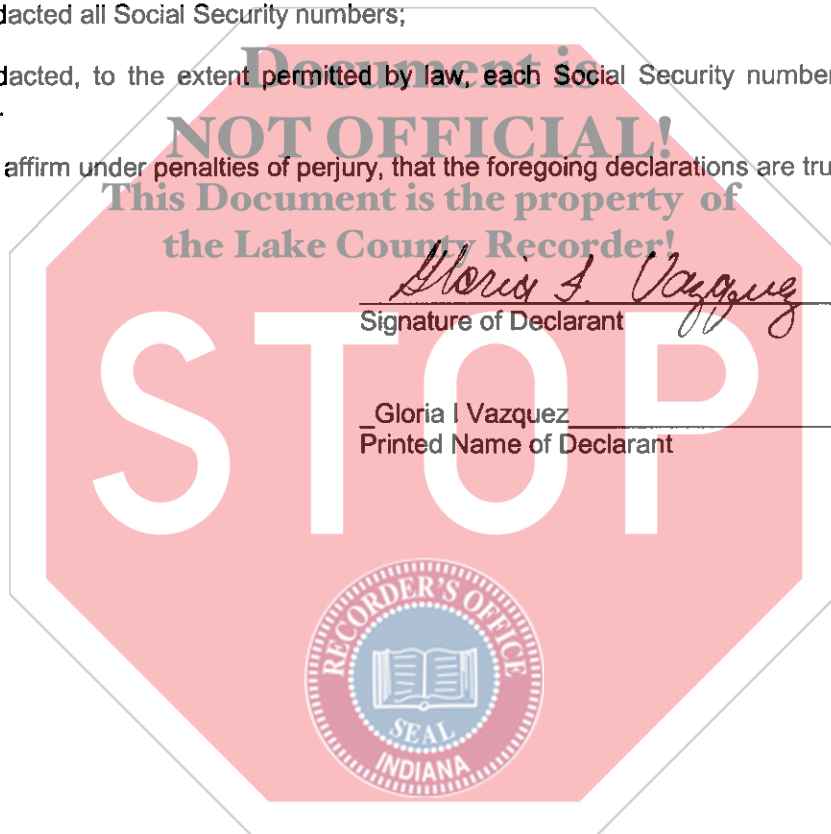 dacted all Social Security numbers;
Document is
dacted, to the extent permitted by law, each Social Security number
.
NOT OFFICIAL!
affirm under penalties of perjury, that the foregoing declarations are tru
This Document is the property of
the Lake County Recorder!
Gloria I. Vazquez
Signature of Declarant
STOP
_Gloria I Vazquez
Printed Name of Declarant
RECORDER'S OFFICE
SEAL
INDIANA